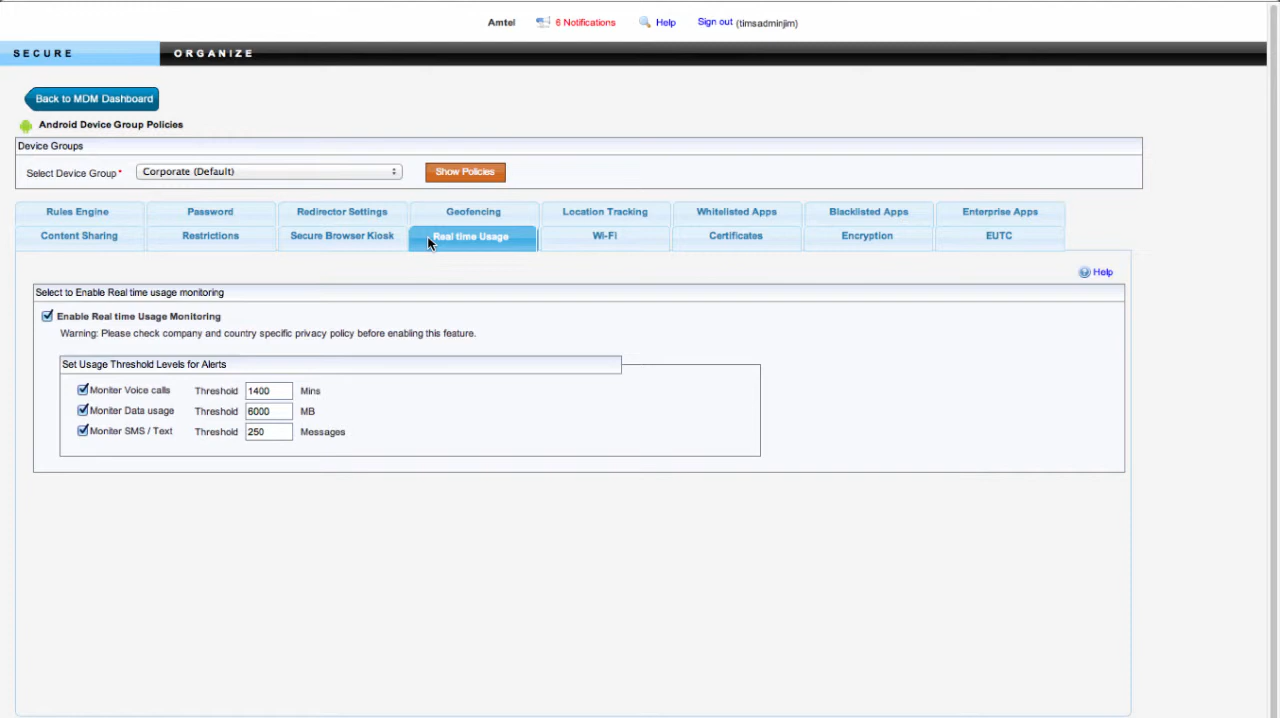 Amtel 6 Notifications Help Sign out (timsadminjim)
SECURE ORGANIZE
Back to MDM Dashboard
Android Device Group Policies
Device Groups
Select Device Group* Corporate (Default) Show Policies
Rules Engine Password Redirector Settings Geofencing Location Tracking Whitelisted Apps Blacklisted Apps Enterprise Apps
Content Sharing Restrictions Secure Browser Kiosk Real time Usage Wi-Fi Certificates Encryption EUTC
Help
Select to Enable Real time usage monitoring
Enable Real time Usage Monitoring
Warning: Please check company and country specific privacy policy before enabling this feature.
Set Usage Threshold Levels for Alerts
Moniter Voice calls Threshold 1400 Mins
Moniter Data usage Threshold 6000 MB
Moniter SMS / Text Threshold 250 Messages